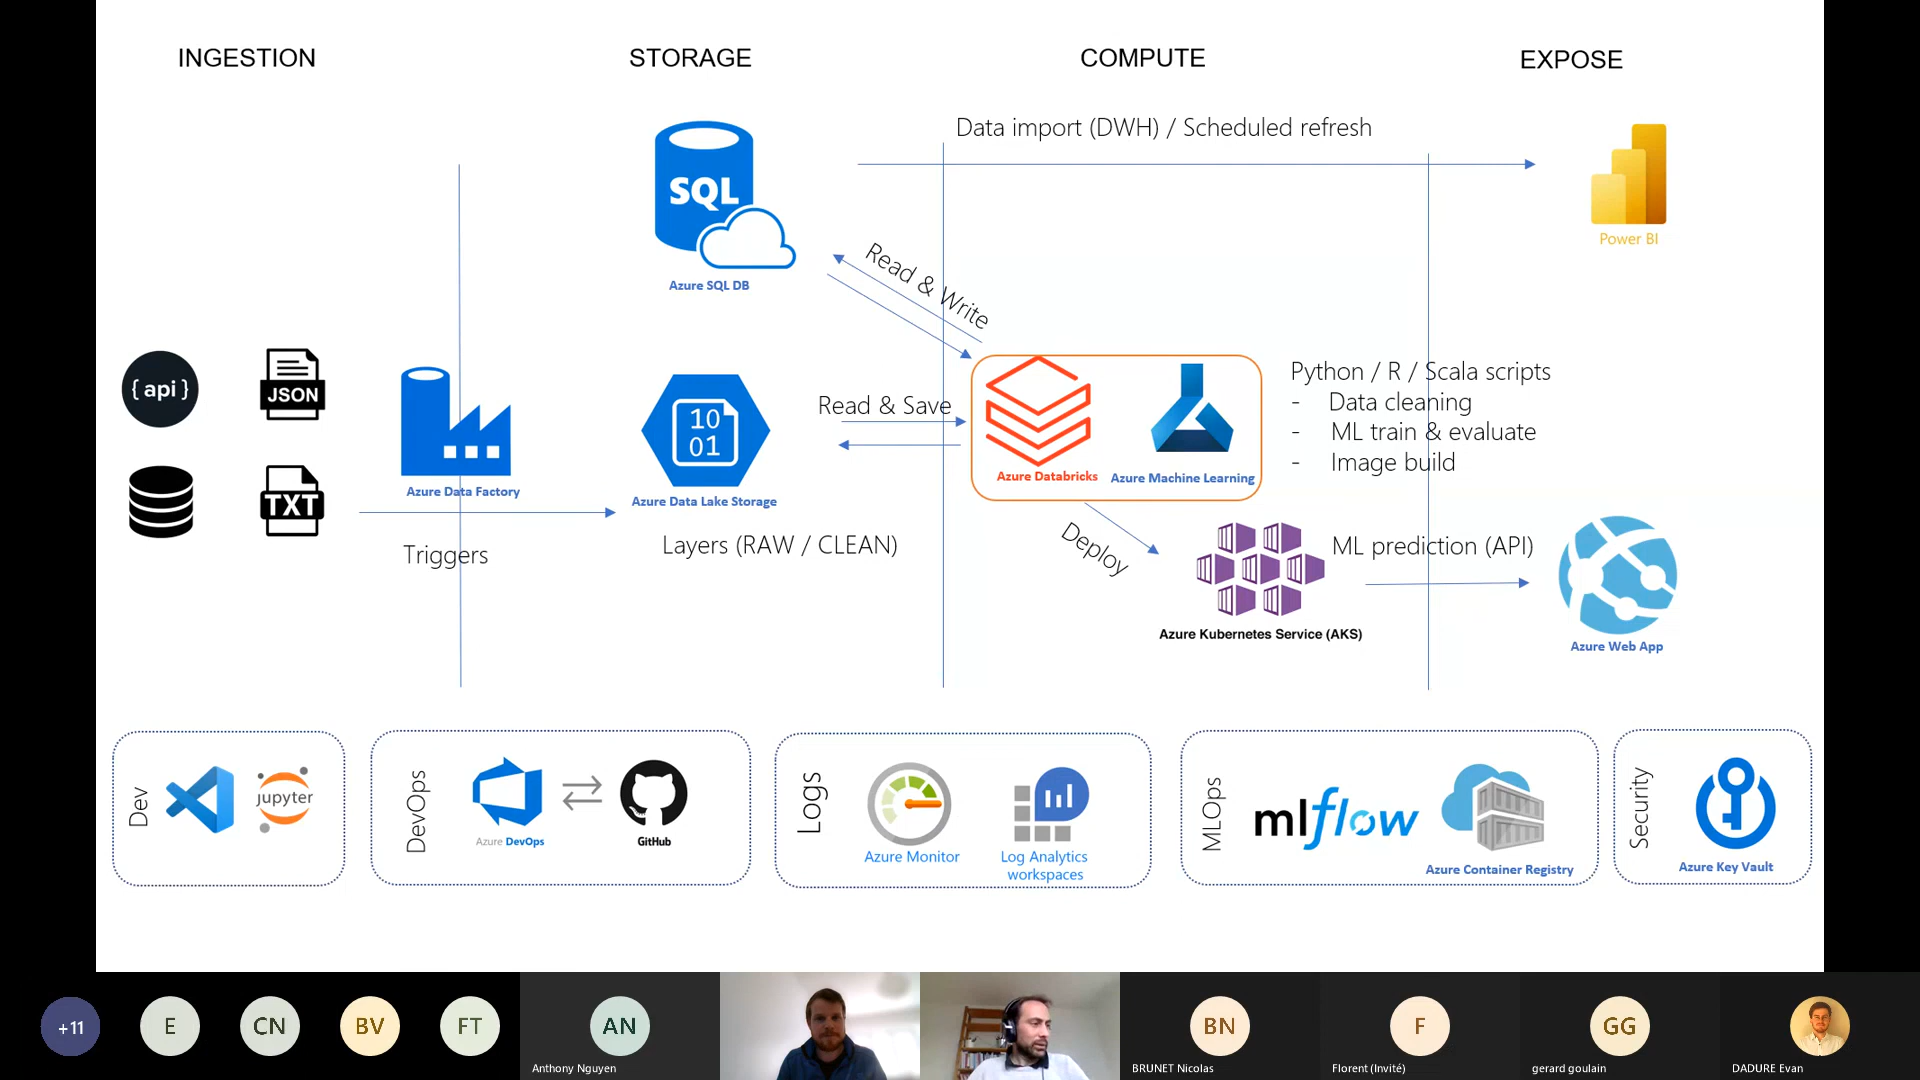 INGESTION
STORAGE
COMPUTE
EXPOSE
Data import (DWH) / Scheduled refresh
SQL
Azure SQL DB
Power BI
Read & Write
{ api }
JSON
TXT
Azure Data Factory
Triggers
10
01
Azure Data Lake Storage
Layers (RAW / CLEAN)
Read & Save
Azure Databricks
Azure Machine Learning
Python / R / Scala scripts
- Data cleaning
- ML train & evaluate
- Image build
Deploy
Azure Kubernetes Service (AKS)
ML prediction (API)
Azure Web App
Dev
jupyter
DevOps
Azure DevOps
GitHub
Logs
Azure Monitor
Log Analytics
workspaces
MLOps
mlflow
Azure Container Registry
Security
Azure Key Vault
+11
E
CN
BV
FT
AN
Anthony Nguyen
BN
BRUNET Nicolas
F
Florent (Invité)
GG
gerard goulain
DADURE Evan